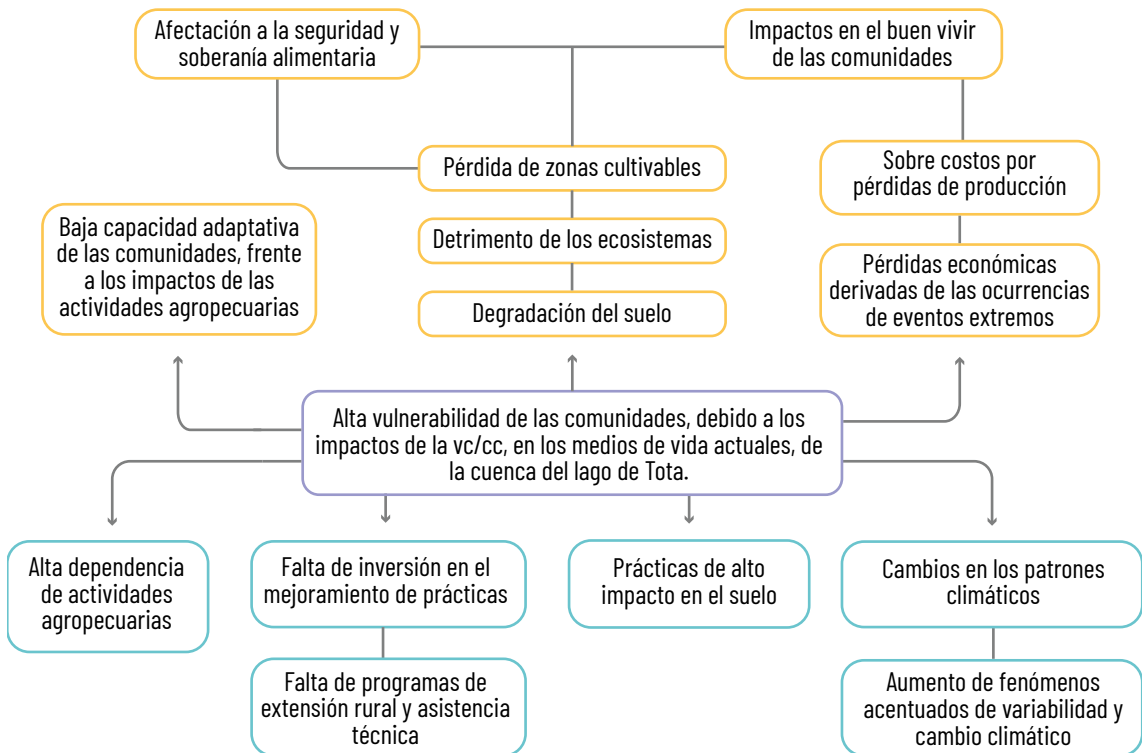 Afectación a la seguridad y
soberanía alimentaria
Impactos en el buen vivir
de las comunidades
Pérdida de zonas cultivables
Sobre costos por
pérdidas de producción
Baja capacidad adaptativa
de las comunidades, frente
a los impactos de las
actividades agropecuarias
Detrimento de los ecosistemas
Degradación del suelo
Pérdidas económicas
derivadas de las ocurrencias
de eventos extremos
Alta vulnerabilidad de las comunidades, debido a los
impactos de la vc/cc, en los medios de vida actuales, de
la cuenca del lago de Tota.
Alta dependencia
de actividades
agropecuarias
Falta de inversión en el
mejoramiento de prácticas
Prácticas de alto
impacto en el suelo
Cambios en los patrones
climáticos
Falta de programas de
extensión rural y asistencia
técnica
Aumento de fenómenos
acentuados de variabilidad y
cambio climático